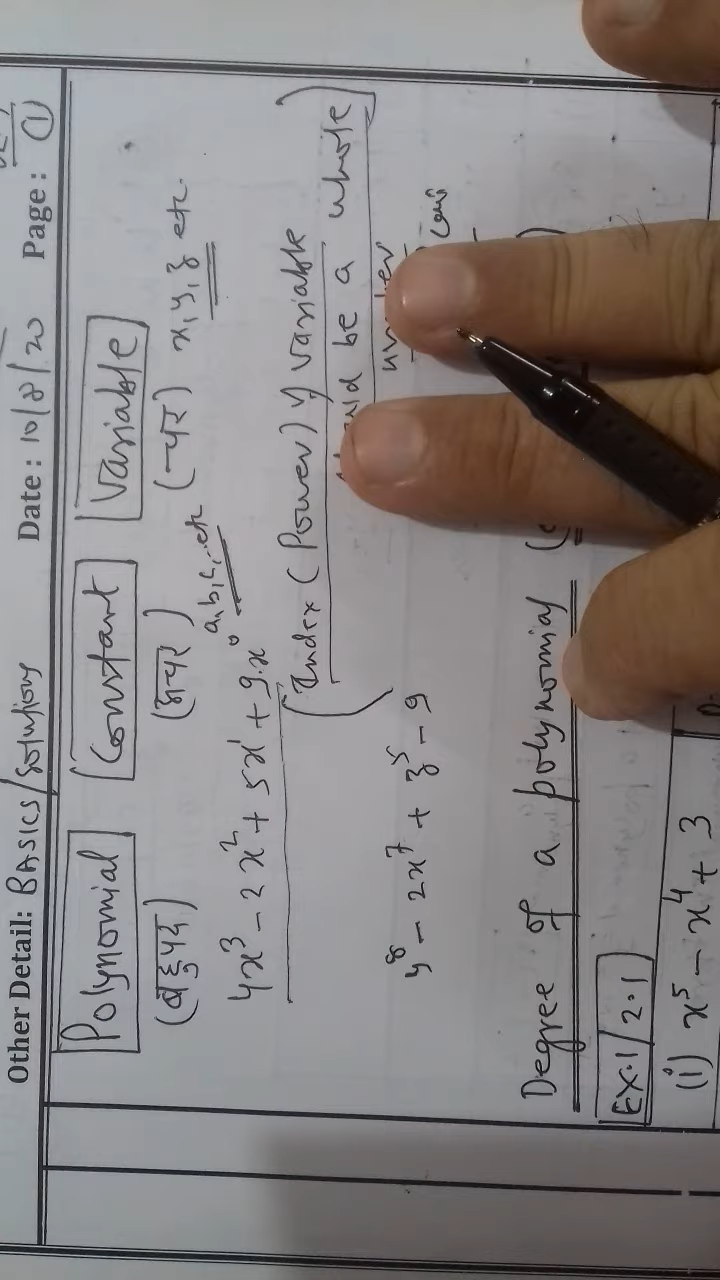 Other Detail: BASICS/Solutions Date: 10/8/20 Page: 1
Polynomial Constant Variable
(बहुपद) (अचर) (चर) x, y, z etc.
a, b, c, .. etc
4x³ - 2x² + 5x¹ + 9.x⁰
(Index (Power) of variable
be a whole)
y⁸ - 2x⁷ + z⁵ - 9
Degree of a polynomial
EX.1/2.1
(i) x⁵ - x⁴ + 3